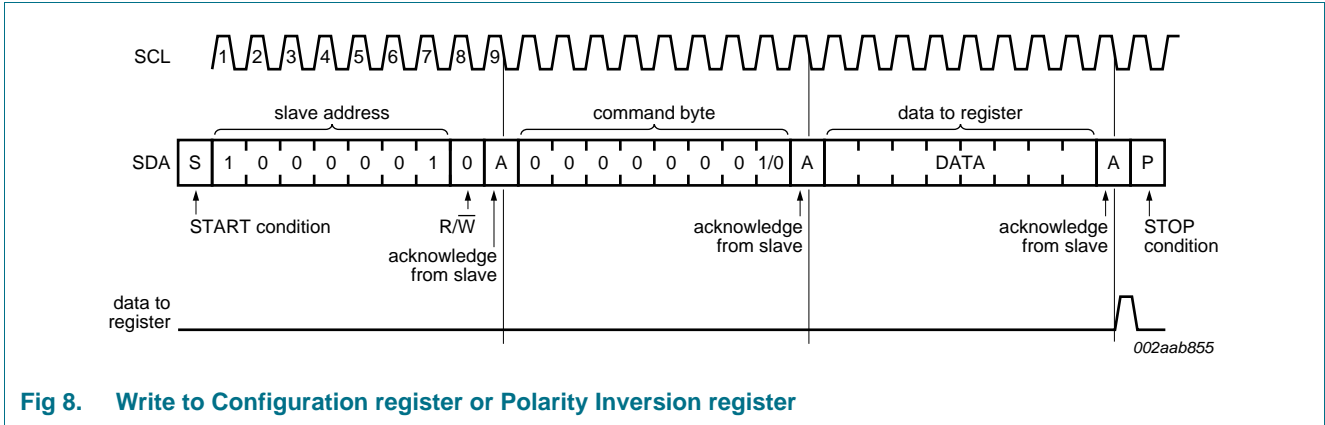 SCL 1 2 3 4 5 6 7 8 9
slave address command byte data to register
SDA S 1 0 0 0 0 0 1 0 A 0 0 0 0 0 0 0 1/0 A DATA A P
START condition R/W̅ acknowledge from slave acknowledge from slave acknowledge from slave STOP condition
data to
register
002aab855
Fig 8. Write to Configuration register or Polarity Inversion register